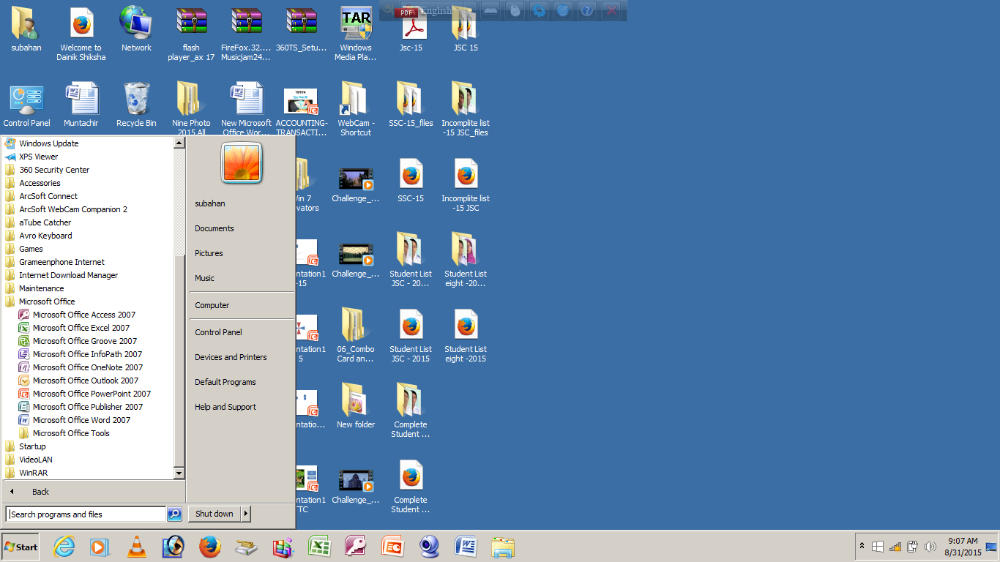 subahan
Welcome to
Dainik Shiksha
Network
flash
player_ax 17
FireFox.32....
Musicjam24...
360TS_Setu...
TAR
Windows
Media Pla...
PDF
English
Jsc-15
JSC 15
Control Panel
Muntachir
Recycle Bin
Nine Photo
2015 All
New Microsoft
Office Wor...
ACCOUNTING-
TRANSACTI...
WebCam -
Shortcut
SSC-15_files
Incomplite list
-15 JSC_files
Windows Update
XPS Viewer
360 Security Center
Accessories
ArcSoft Connect
ArcSoft WebCam Companion 2
aTube Catcher
Avro Keyboard
Games
Grameenphone Internet
Internet Download Manager
Maintenance
Microsoft Office
Microsoft Office Access 2007
Microsoft Office Excel 2007
Microsoft Office Groove 2007
Microsoft Office InfoPath 2007
Microsoft Office OneNote 2007
Microsoft Office Outlook 2007
Microsoft Office PowerPoint 2007
Microsoft Office Publisher 2007
Microsoft Office Word 2007
Microsoft Office Tools
Startup
VideoLAN
WinRAR
Back
Search programs and files
subahan
Documents
Pictures
Music
Computer
Control Panel
Devices and Printers
Default Programs
Help and Support
Shut down
in 7
vators
Challenge_...
SSC-15
Incomplite list
-15 JSC
ntation1
-15
Challenge_...
Student List
JSC - 20...
Student List
eight -20...
ntation1
5
06_Combo
Card an...
Student List
JSC - 2015
Student List
eight -2015
ntatio...
New folder
Complete
Student ...
ntation1
TTC
Challenge_...
Complete
Student ...
Start
9:07 AM
8/31/2015